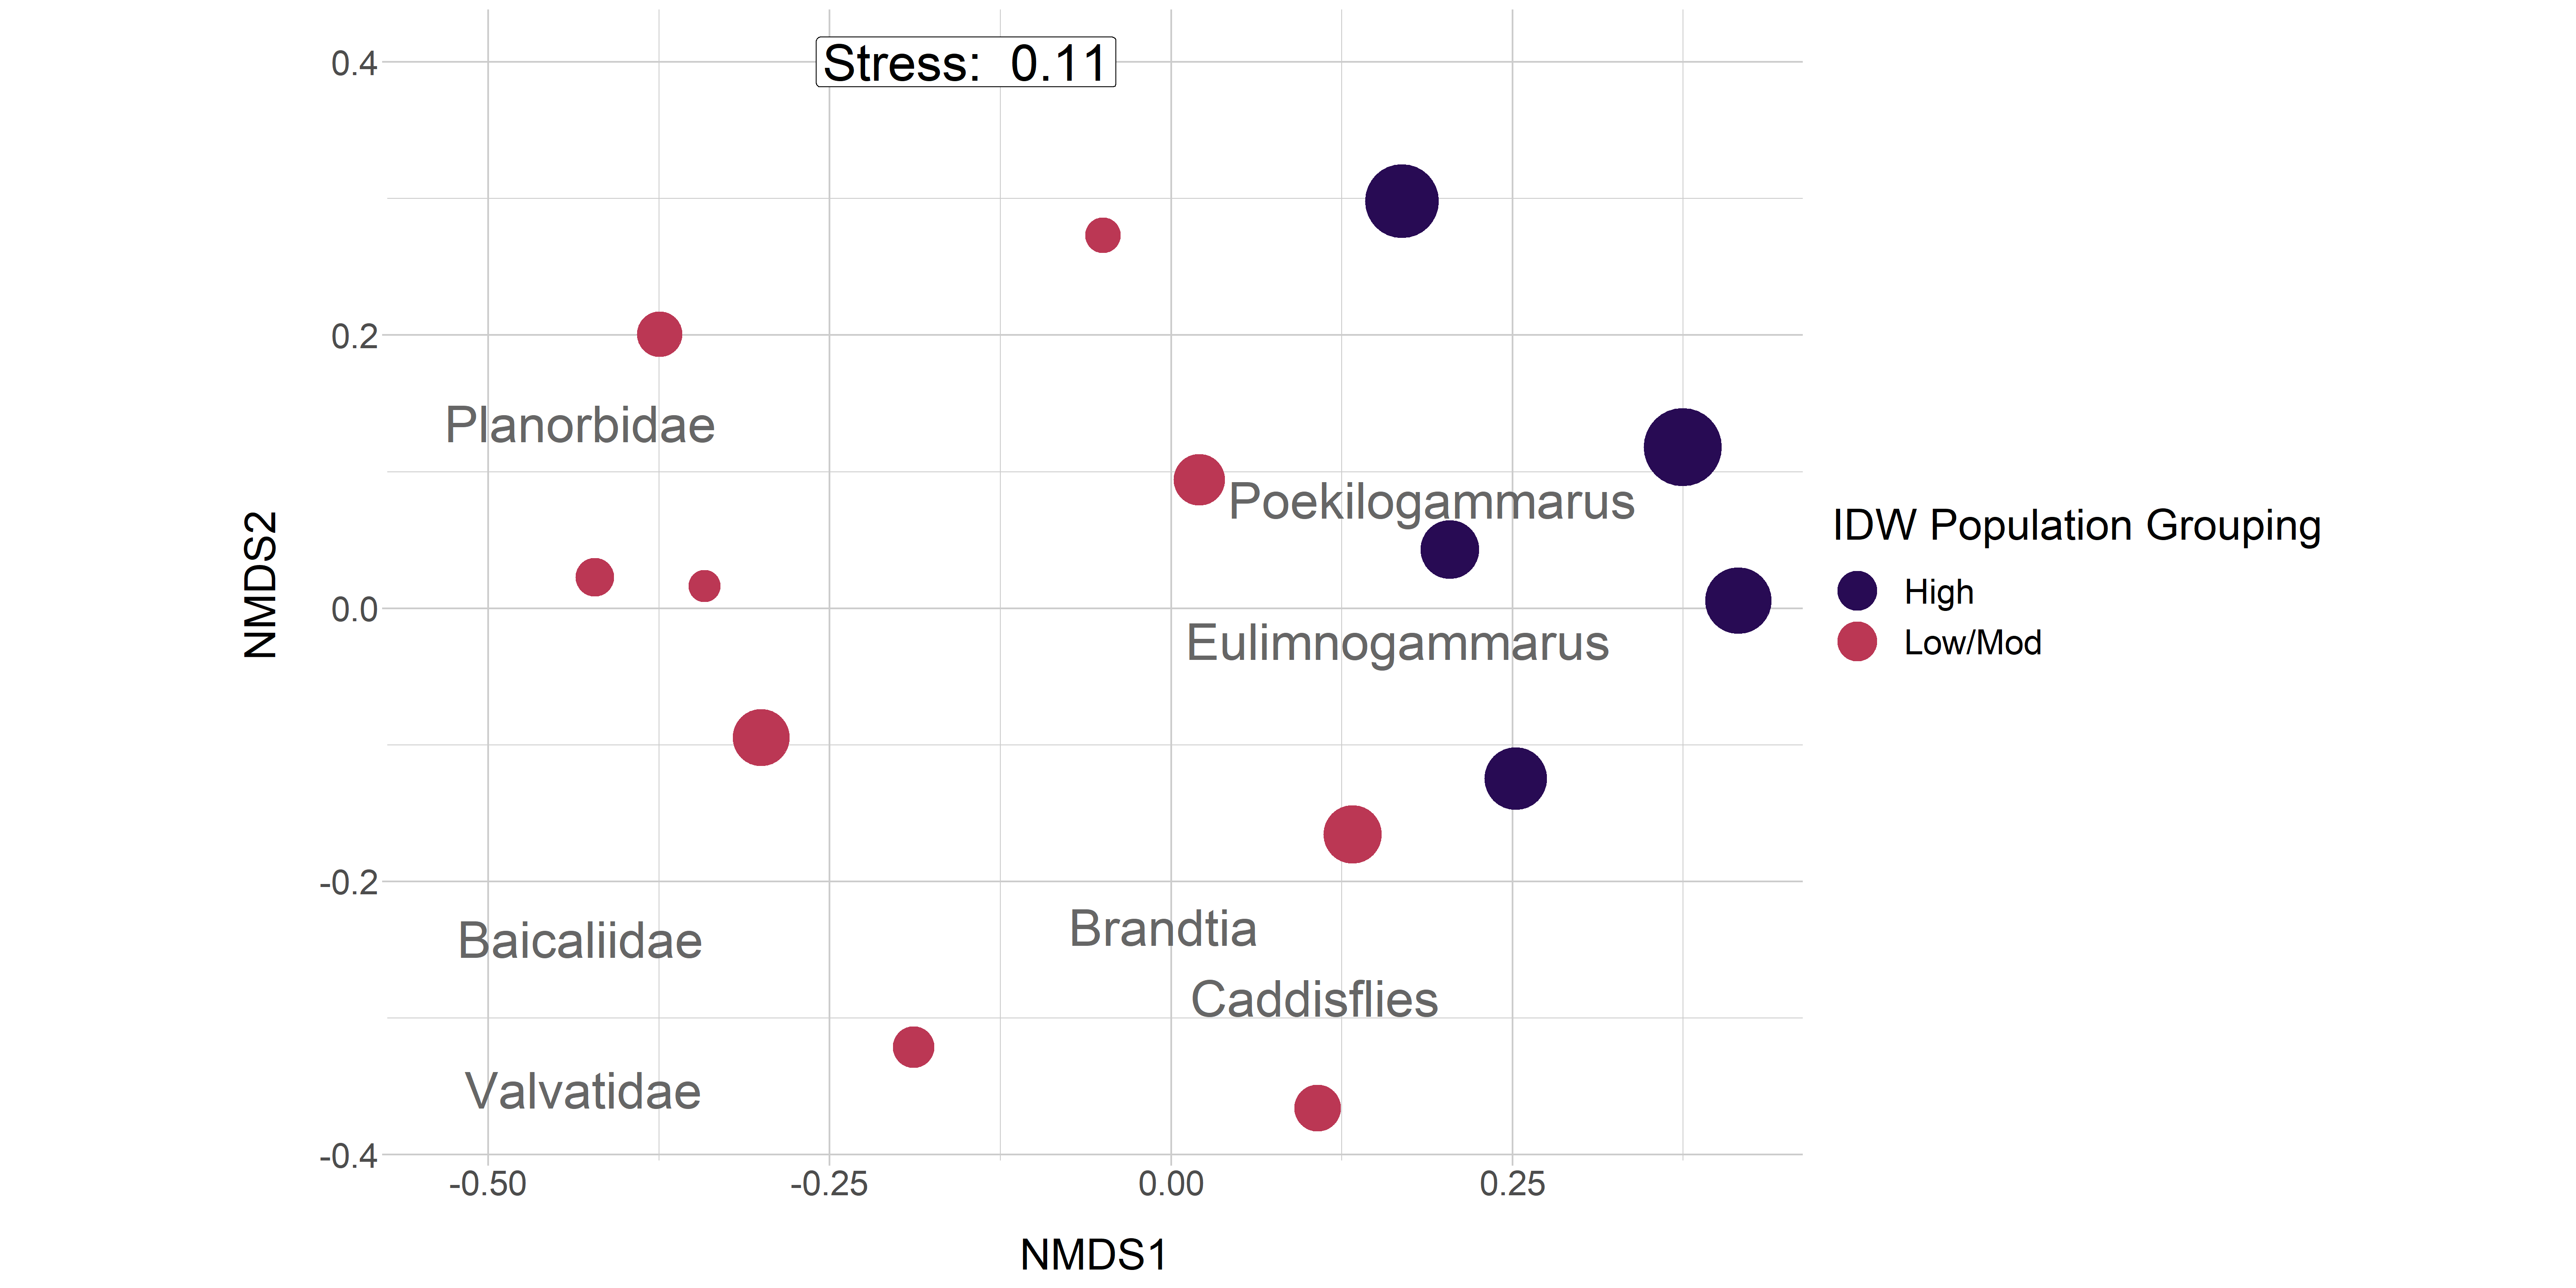 Stress:  0.11
0.4
0.2
0.0
-0.2
-0.4
NMDS2
Planorbidae
Poekilogammarus
Eulimnogammarus
Baicaliidae
Brandtia
Caddisflies
Valvatidae
-0.50
-0.25
0.00
0.25
NMDS1
IDW Population Grouping
High
Low/Mod